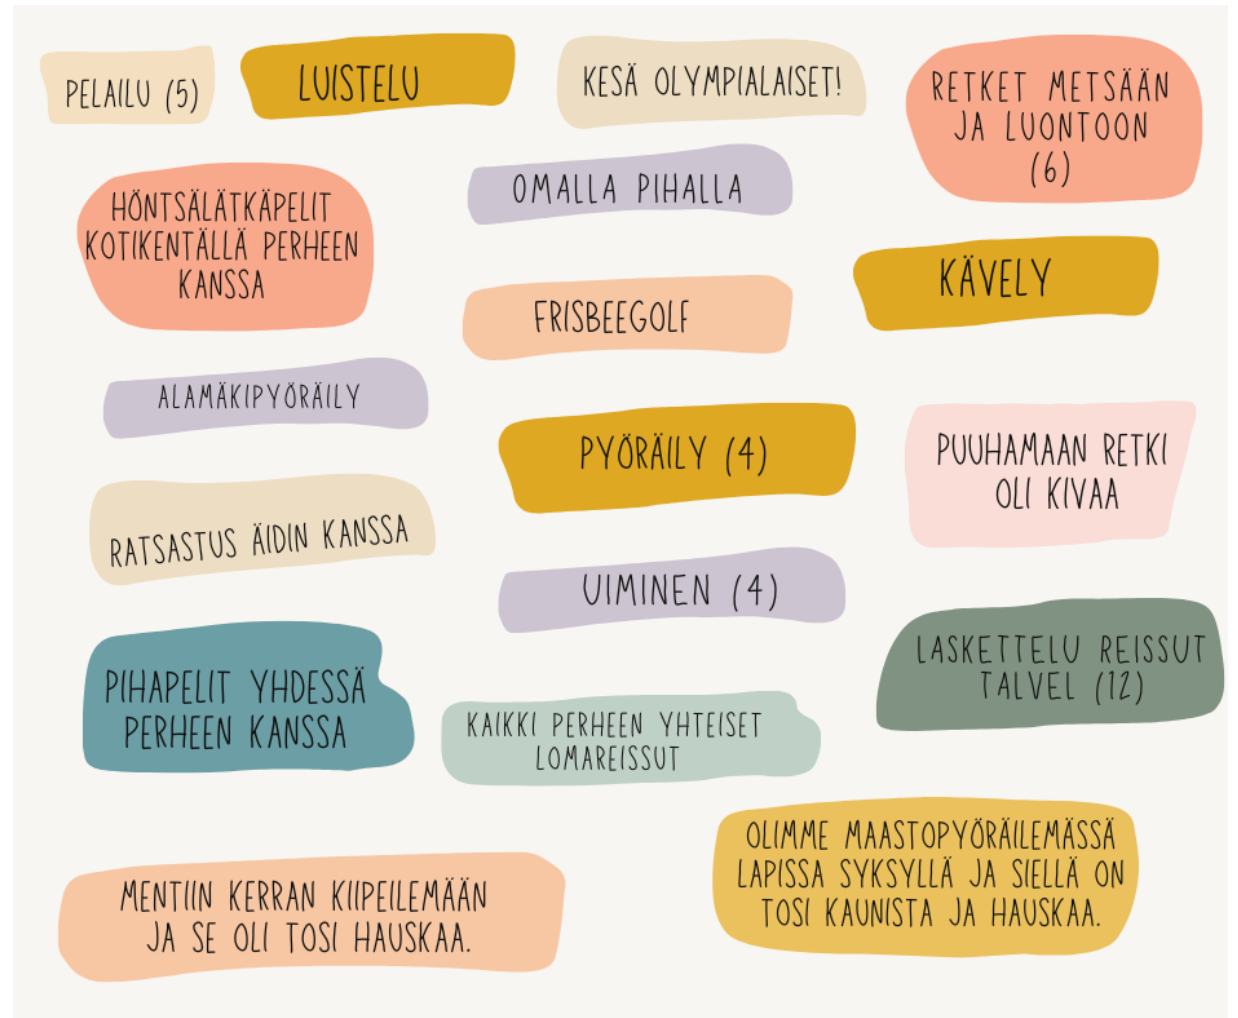 PELAILU (5)
LUISTELU
KESÄ OLYMPIALAISET!
RETKET METSÄÄN
JA LUONTOON
(6)
HÖNTSÄLÄTKÄPELIT
KOTIKENTÄLLÄ PERHEEN
KANSSA
OMALLA PIHALLA
KÄVELY
FRISBEEGOLF
ALAMÄKIPYÖRÄILY
PYÖRÄILY (4)
PUUHAMAAN RETKI
OLI KIVAA
RATSASTUS ÄIDIN KANSSA
UIMINEN (4)
LASKETTELU REISSUT
TALVEL (12)
PIHAPELIT YHDESSÄ
PERHEEN KANSSA
KAIKKI PERHEEN YHTEISET
LOMAREISSUT
OLIMME MAASTOPYÖRÄILEMÄSSÄ
LAPISSA SYKSYLLÄ JA SIELLÄ ON
TOSI KAUNISTA JA HAUSKAA.
MENTIIN KERRAN KIIPEILEMÄÄN
JA SE OLI TOSI HAUSKAA.